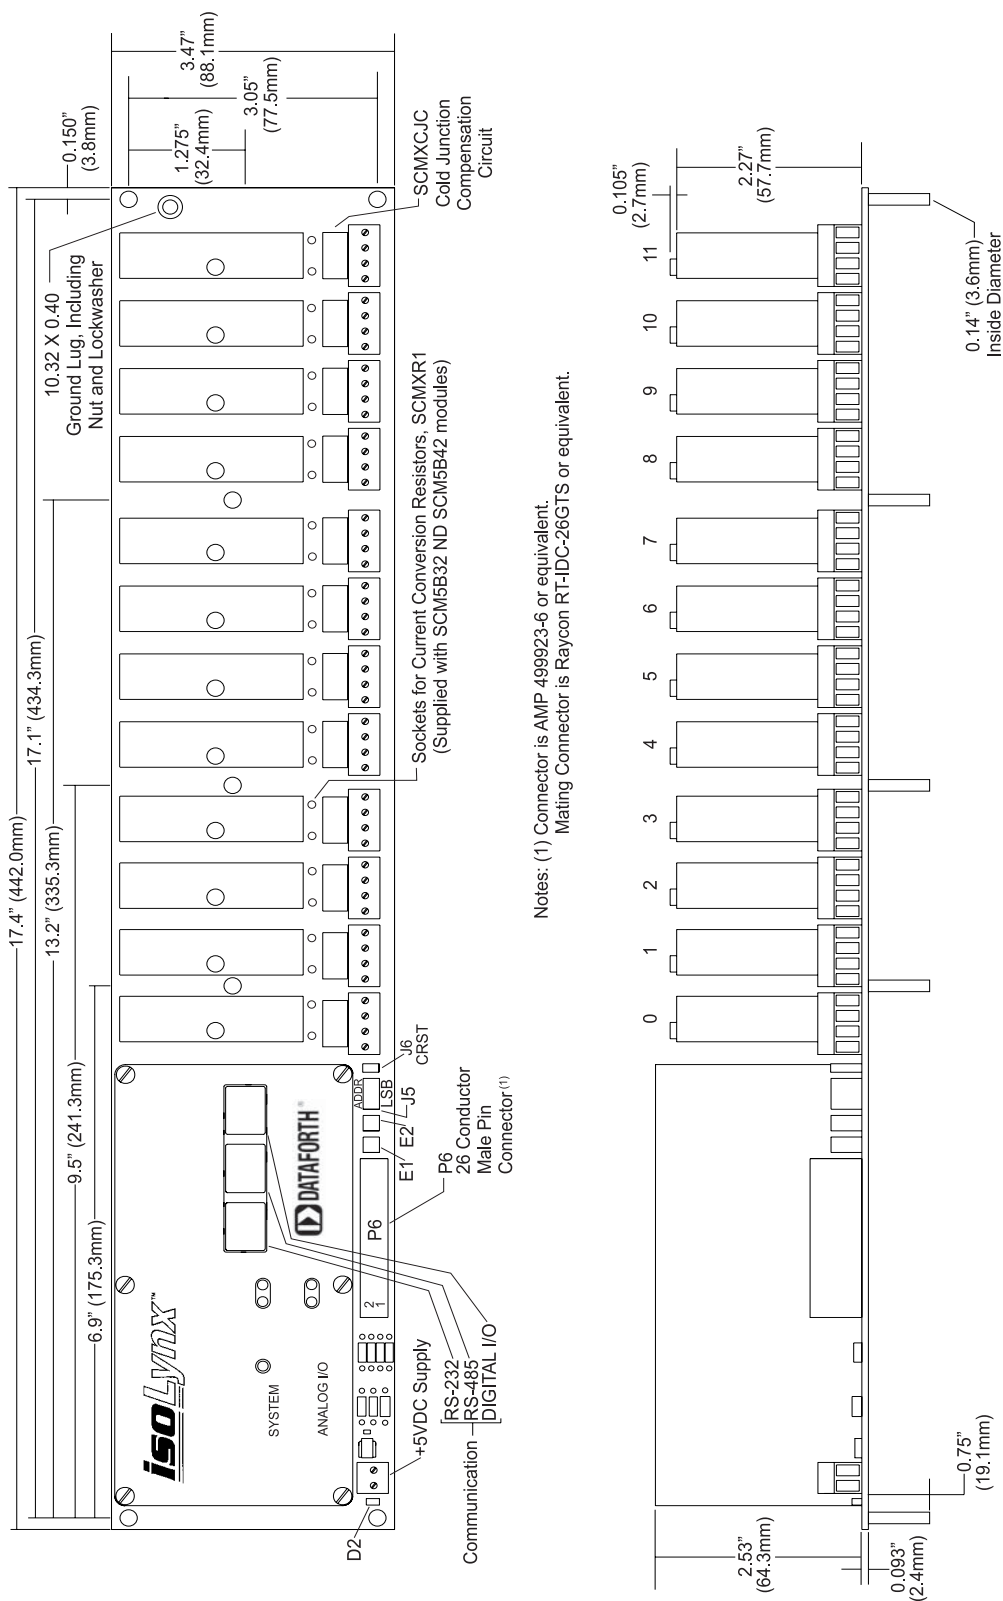 17.4” (442.0mm)
17.1” (434.3mm)
13.2” (335.3mm)
9.5” (241.3mm)
6.9” (175.3mm)
0.150”
(3.8mm)
3.47”
(88.1mm)
3.05”
(77.5mm)
1.275”
(32.4mm)
10.32 X 0.40
Ground Lug, Including
Nut and Lockwasher
SCMXCJC
Cold Junction
Compensation
Circuit
Sockets for Current Conversion Resistors, SCMXR1
(Supplied with SCM5B32 ND SCM5B42 modules)
isoLynx™
SYSTEM
ANALOG I/O
DATAFORTH
D2
+5VDC Supply
Communication
RS-232
RS-485
DIGITAL I/O
2
1
P6
P6
26 Conductor
Male Pin
Connector(1)
E1
E2
J5
ADDR
LSB
J6
CRST
Notes: (1) Connector is AMP 499923-6 or equivalent.
Mating Connector is Raycon RT-IDC-26GTS or equivalent.
0 1 2 3 4 5 6 7 8 9 10 11
0.105”
(2.7mm)
2.27”
(57.7mm)
2.53”
(64.3mm)
0.093”
(2.4mm)
0.75”
(19.1mm)
0.14” (3.6mm)
Inside Diameter